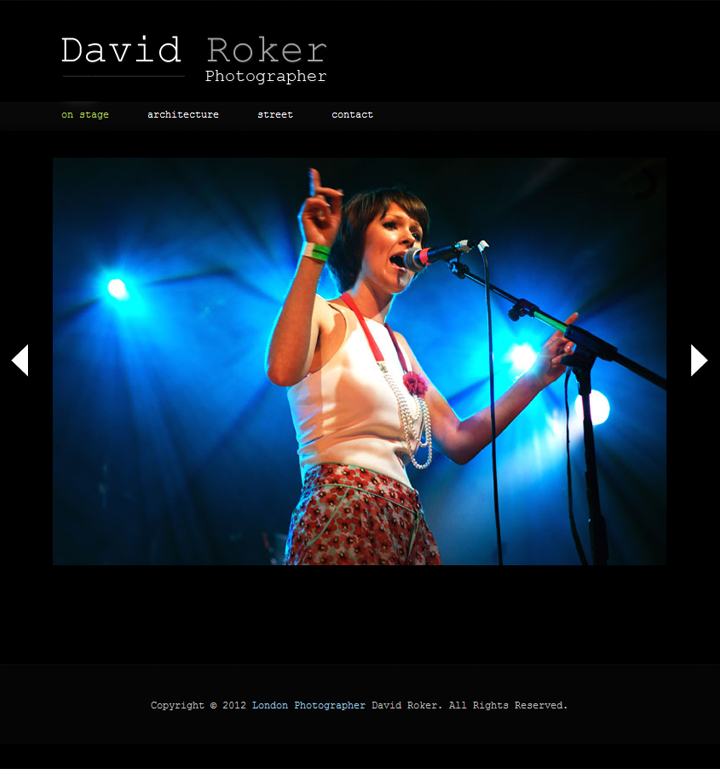 David Roker
Photographer
on stage architecture street contact
Copyright © 2012 London Photographer David Roker. All Rights Reserved.